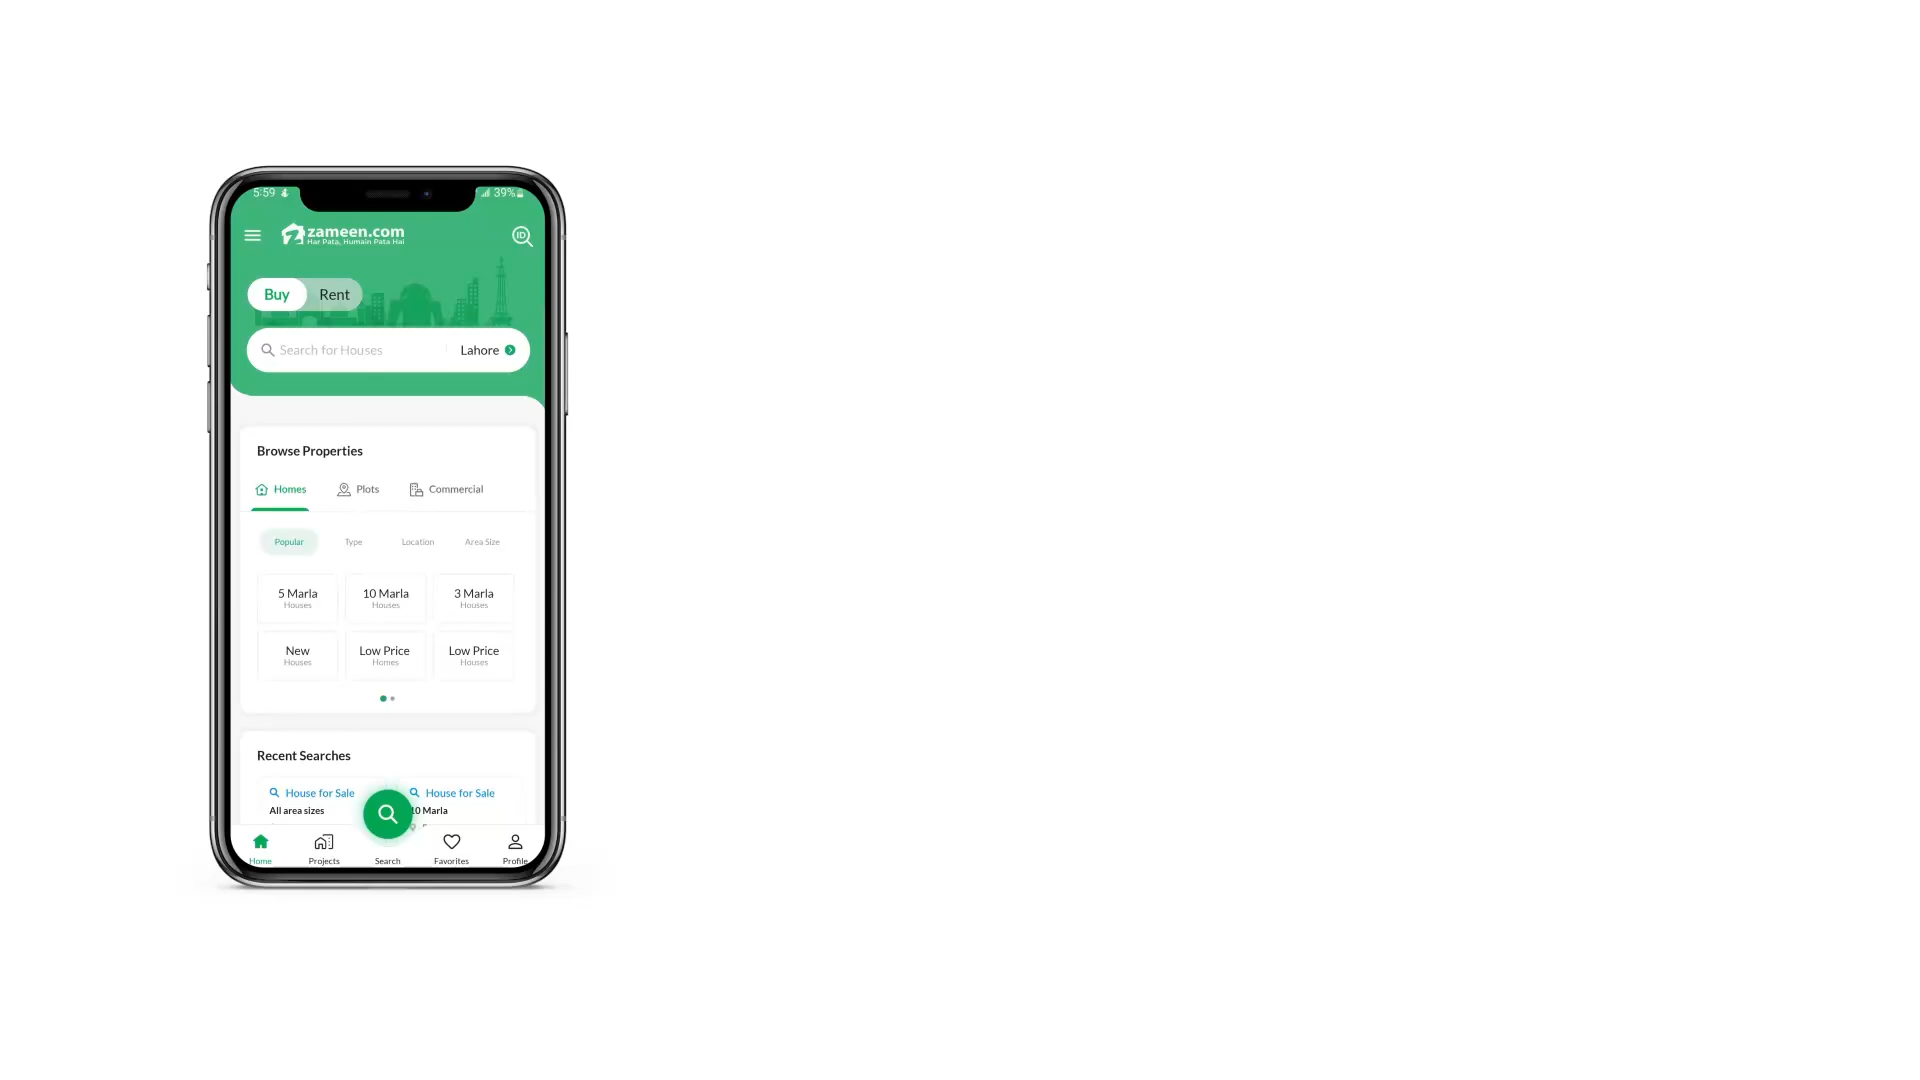 5:59
39%
zameen.com
Har Pata, Humain Pata Hai
ID
Buy Rent
Search for Houses
Lahore
Browse Properties
Homes Plots Commercial
Popular Type Location Area Size
5 Marla
Houses
10 Marla
Houses
3 Marla
Houses
New
Houses
Low Price
Homes
Low Price
Houses
Recent Searches
House for Sale
All area sizes
House for Sale
10 Marla
Home Projects Search Favorites Profile